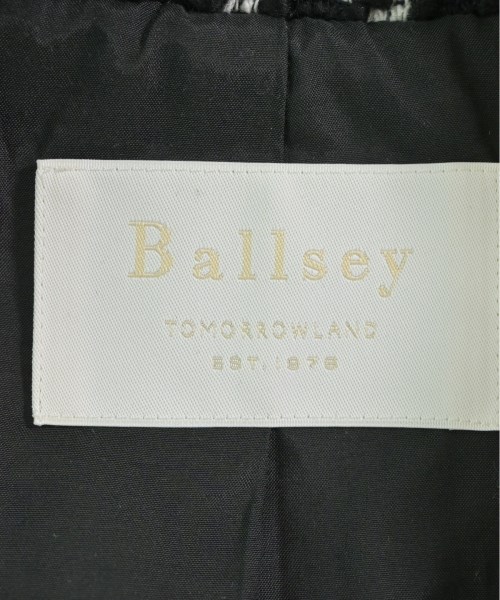 Ballsey
TOMORROWLAND
EST. 1978